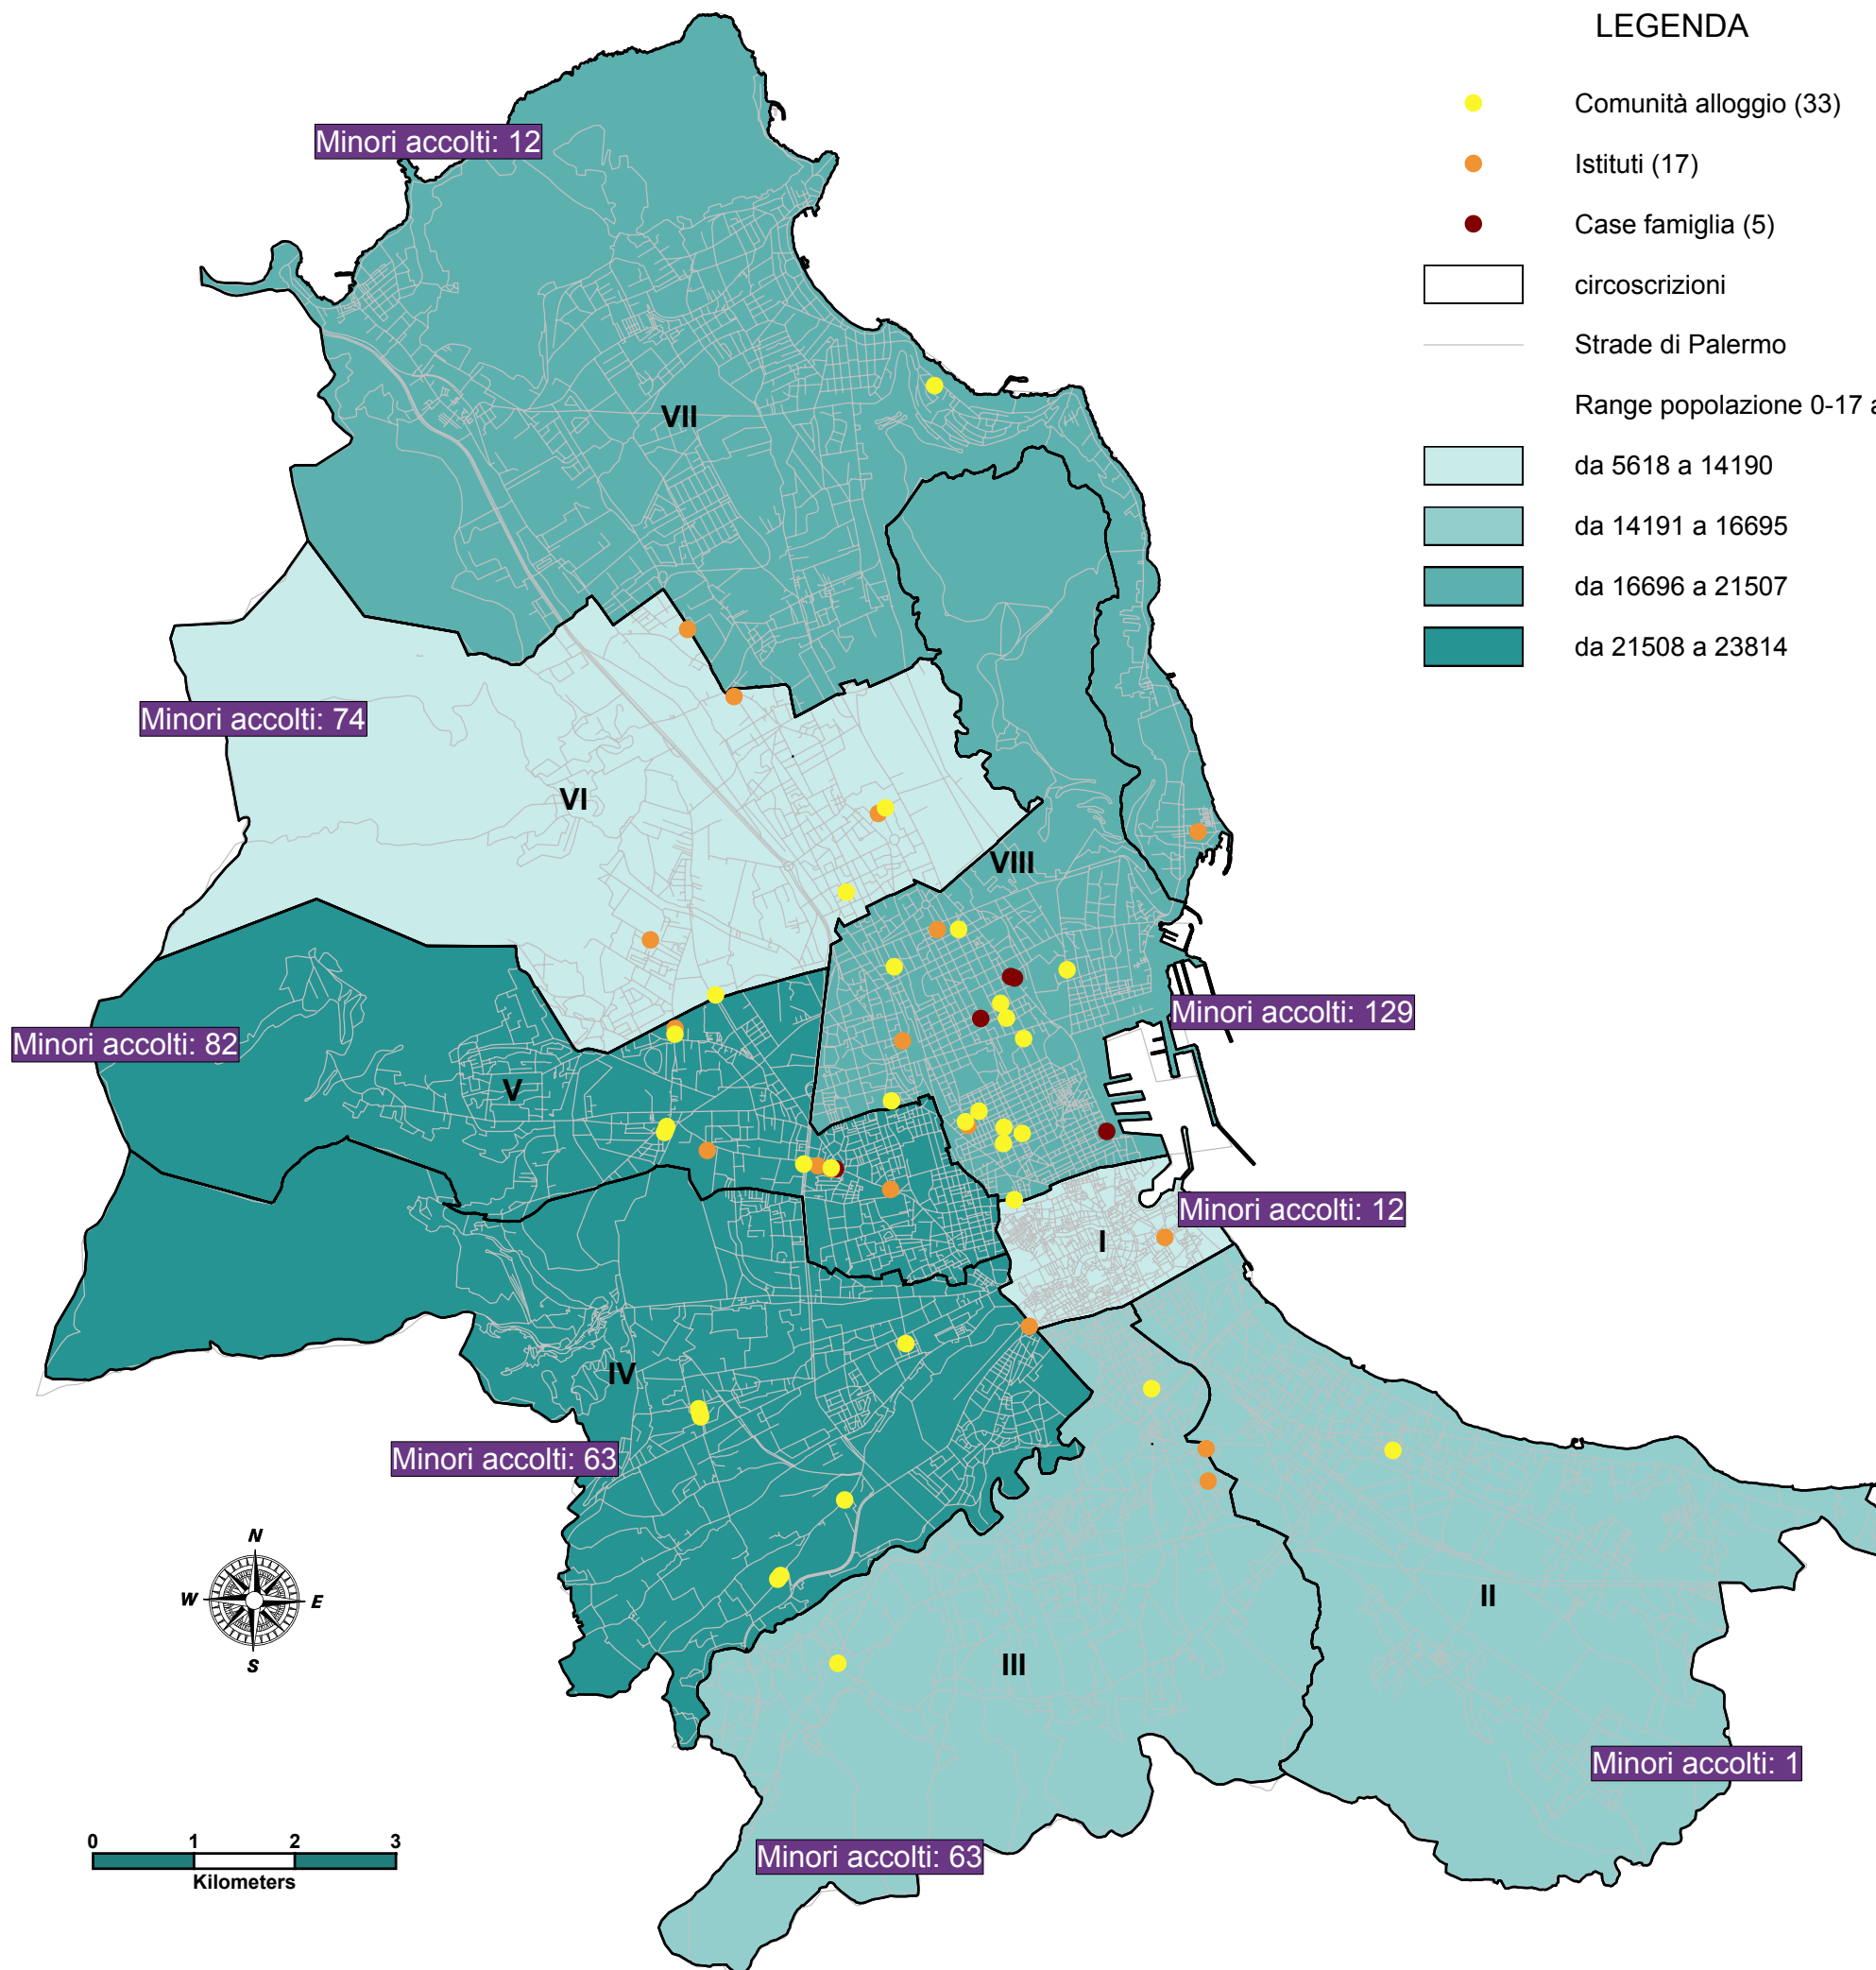 LEGENDA
Comunità alloggio (33)
Istituti (17)
Case famiglia (5)
circoscrizioni
Strade di Palermo
Range popolazione 0-17 a
da 5618 a 14190
da 14191 a 16695
da 16696 a 21507
da 21508 a 23814
Minori accolti: 12
VII
Minori accolti: 74
VI
VIII
Minori accolti: 129
Minori accolti: 82
V
Minori accolti: 12
I
IV
Minori accolti: 63
II
III
Minori accolti: 1
Minori accolti: 63
N
W E
S
0 1 2 3
Kilometers